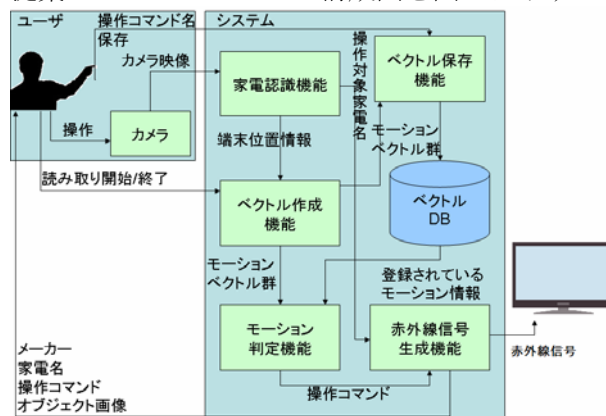 ユーザ
操作コマンド名
保存
システム
カメラ映像
操作
カメラ
読み取り開始/終了
家電認識機能
操作対象家電名
ベクトル保存
機能
端末位置情報
モーション
ベクトル群
ベクトル作成
機能
ベクトル
DB
モーション
ベクトル群
登録されている
モーション情報
モーション
判定機能
赤外線信号
生成機能
赤外線信号
操作コマンド
メーカー
家電名
操作コマンド
オブジェクト画像